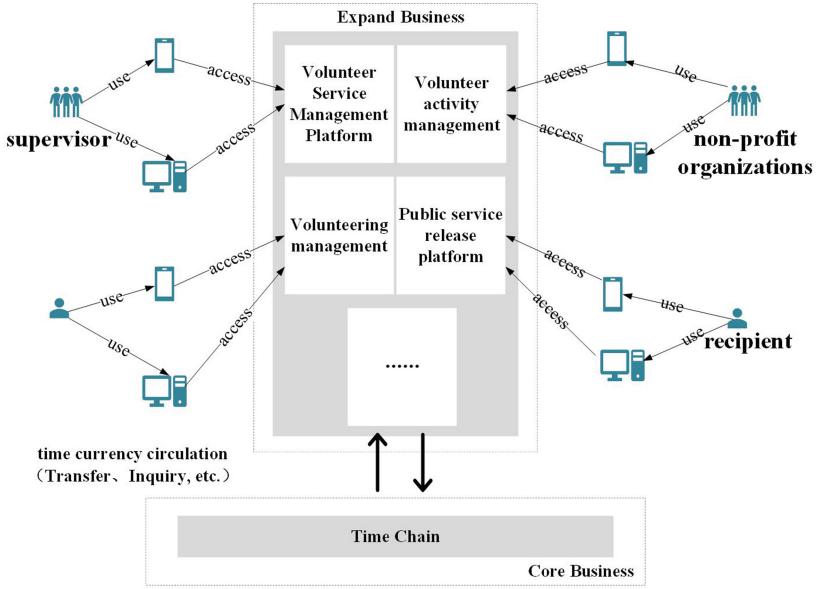 Expand Business
Volunteer
Service
Management
Platform
Volunteer
activity
management
use
access
use
access
supervisor
access
use
access
use
non-profit
organizations
Volunteering
management
Public service
release
platform
use
access
use
access
access
use
access
use
recipient
......
time currency circulation
（Transfer、Inquiry, etc.）
Time Chain
Core Business